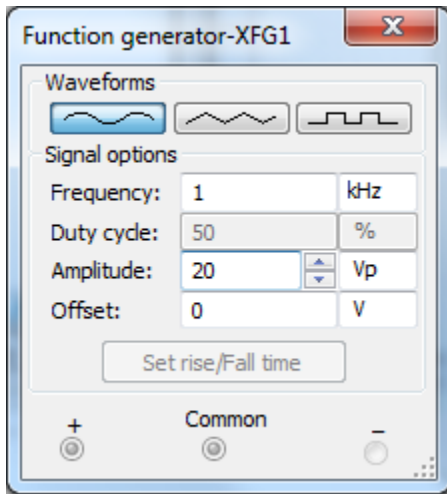 Function generator-XFG1
Waveforms
Signal options
Frequency: 1 kHz
Duty cycle: 50 %
Amplitude: 20 Vp
Offset: 0 V
Set rise/Fall time
+ Common −